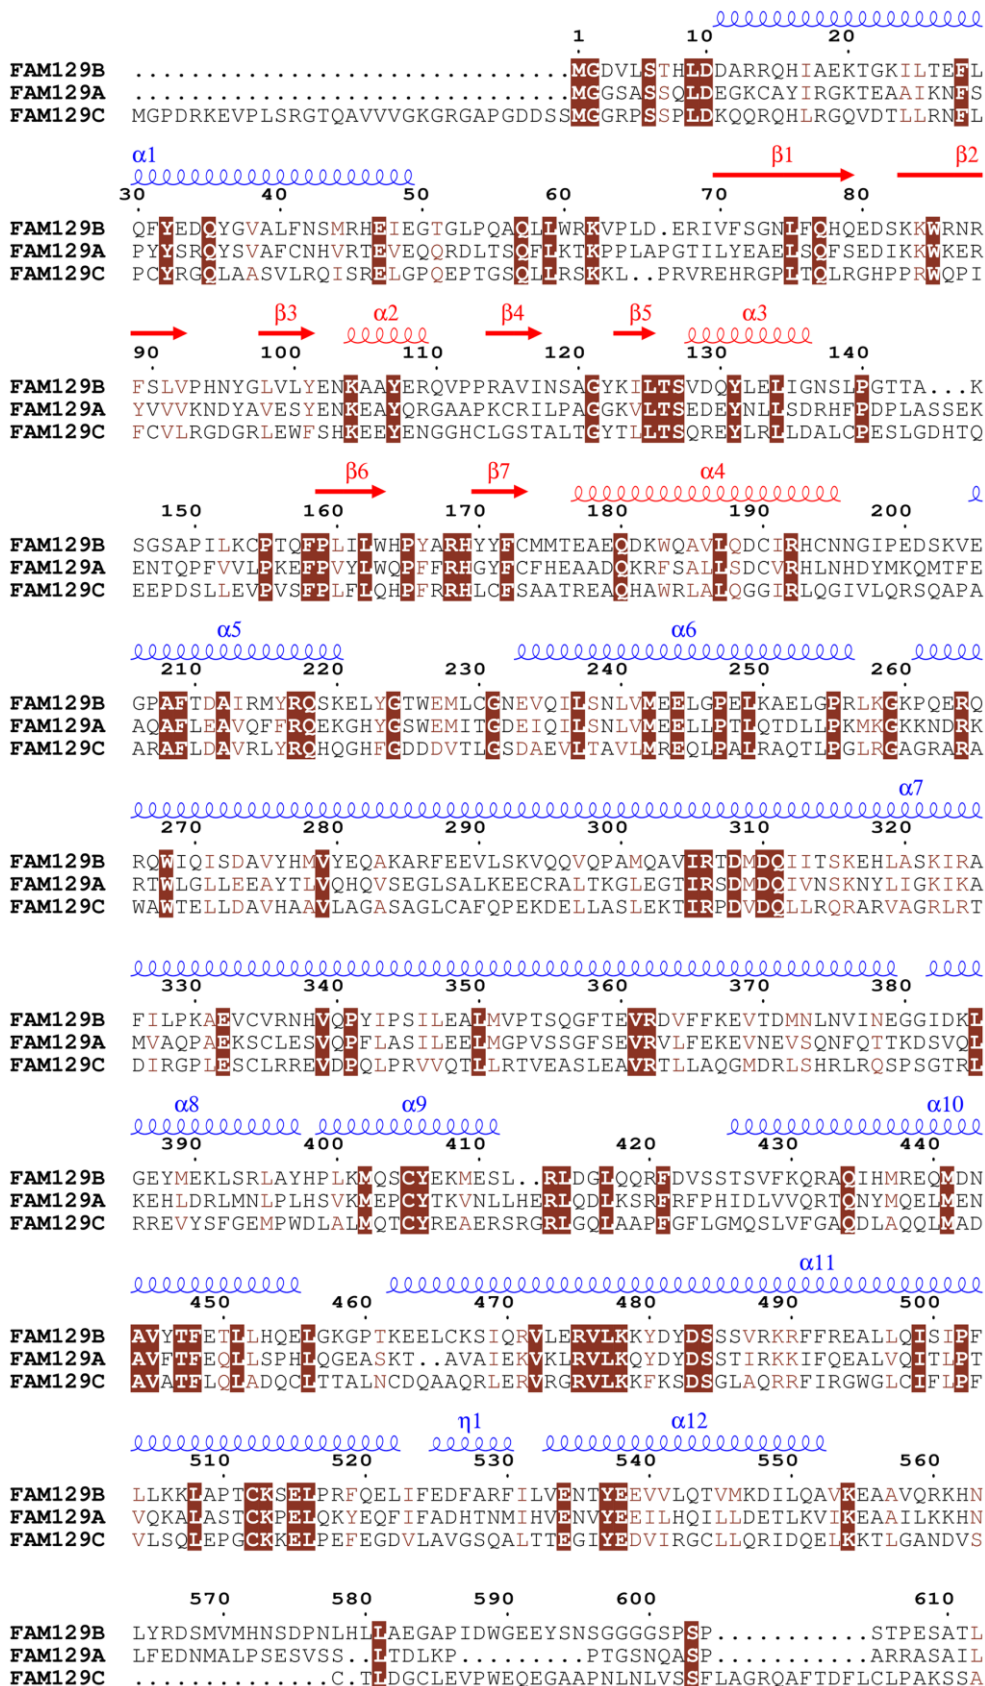 1 10 20
FAM129B ...............................MGDVLSTHLDDARRQHIAEKTGKILTEFL
FAM129A ...............................MGGSASSQLDEGKCAYIRGKTEAAIKNFS
FAM129C MGPDRKEVPLSRGTQAVVVGKGRGAPGDDSSMGGRPSSPLDKQQRQHLRGQVDTLLRNFL
α1 β1 β2
30 40 50 60 70 80
FAM129B QFYEDQYGVALFNSMRHEIEGTGLPQAQLLWRKVPLD.ERIVFSGNLFQHQEDSKKWRNR
FAM129A PYYSRQYSVAFCNHVRTEVEQQRDLTSQFLKTKPPLAPGTILYEAELSQFSEDIKKWKER
FAM129C PCYRGQLAASVLRQISRELGPQEPTGSQLLRSKKL..PRVREHRGPLTQLRGHPPRWQPI
β3 α2 β4 β5 α3
90 100 110 120 130 140
FAM129B FSLVPHNYGLVLYENKAAYERQVPPRAVINSAGYKILTSVDQYLELIGNSLPGTTA...K
FAM129A YVVVKNDYAVESYENKEAYQRGAAPKCRILPAGGKVLTSEDEYNLLSDRHFPDPLASSEK
FAM129C FCVLRGDGRLEWFSHKEEYENGGHCLGSTALTGYTLLTSQREYLRLLDALCPESLGDHTQ
β6 β7 α4
150 160 170 180 190 200
FAM129B SGSAPILKCPTQFPLILWHPYARHYYFCMMTEAEQDKWQAVLQDCIRHCNNGIPEDSKVE
FAM129A ENTQPFVVLPKEFPVYLWQPFFRHGYFCFHEAADQKRFSALLSDCVRHLNHDYMKQMTFE
FAM129C EEPDSLLEVPVSFPLFLQHPFRRHLCFSAATREAQHAWRLALQGGIRLQGIVLQRSQAPA
α5 α6
210 220 230 240 250 260
FAM129B GPAFTDAIRMYRQSKELYGTWEMLCGNEVQILSNLVMEELGPELKAELGPRLKGKPQERQ
FAM129A AQAFLEAVQFFRQEKGHYGSWEMITGDEIQILSNLVMEELLPTLQTDLLPKMKGKKNDRK
FAM129C ARAFLDAVRLYRQHQGHFGDDDVTLGSDAEVLTAVLMREQLPALRAQTLPGLRGAGRARA
α7
270 280 290 300 310 320
FAM129B RQWIQISDAVYHMVYEQAKARFEEVLSKVQQVQPAMQAVIRTDMDQIITSKEHLASKIRA
FAM129A RTWLGLLEEAYTLVQHQVSEGLSALKEECRALTKGLEGTIRSDMDQIVNSKNYLIGKIKA
FAM129C WAWTELLDAVHAAVLAGASAGLCAFQPEKDELLASLEKTIRPDVDQLLRQRARVAGRLRT
330 340 350 360 370 380
FAM129B FILPKAEVCVRNHVQPYIPSILEALMVPTSQGFTEVRDVFFKEVTDMNLNVINEGGIDKL
FAM129A MVAQPAEKSCLESVQPFLASILEELMGPVSSGFSEVRVLFEKEVNEVSQNFQTTKDSVQL
FAM129C DIRGPLESCLRREVDPQLPRVVQTLLRTVEASLEAVRTLLAQGMDRLSHRLRQSPSGTRL
α8 α9 α10
390 400 410 420 430 440
FAM129B GEYMEKLSRLAYHPLKMQSCYEKMESL..RLDGLQQRFDVSSTSVFKQRAQIHMREQMDN
FAM129A KEHLDRLMNLPLHSVKMEPCYTKVNLLHERLQDLKSRFRFPHIDLVVQRTQNYMQELMEN
FAM129C RREVYSFGEMPWDLALMQTCYREAERSRGRLGQLAAPFGFLGMQSLVFGAQDLAQQLMAD
α11
450 460 470 480 490 500
FAM129B AVYTFETLLHQELGKGPTKEELCKSIQRVLERVLKKYDYDSSSVRKRFFREALLQISIPF
FAM129A AVFTFEQLLSPHLQGEASKT..AVAIEKVKLRVLKQYDYDSSTIRKKIFQEALVQITLPT
FAM129C AVATFLQLADQCLTTALNCDQAAQRLERVRGRVLKKFKSDSGLAQRRFIRGWGLCIFLPF
η1 α12
510 520 530 540 550 560
FAM129B LLKKLAPTCKSELPRFQELIFEDFARFILVENTYEEVVLQTVMKDILQAVKEAAVQRKHN
FAM129A VQKALASTCKPELQKYEQFIFADHTNMIHVENVYEEILHQILLDETLKVIKEAAILKKHN
FAM129C VLSQLEPGCKKELPEFEGDVLAVGSQALTTEGIYEDVIRGCLLQRIDQELKKTLGANDVS
570 580 590 600 610
FAM129B LYRDSMVMHNSDPNLHLLAEGAPIDWGEEYSNSGGGGSPSP...........STPESATL
FAM129A LFEDNMALPSESVSS..LTDLKP.........PTGSNQASP...........ARRASAIL
FAM129C ..............C.TLDGCLEVPWEQEGAAPNLNLVSSFLAGRQAFTDFLCLPAKSSA